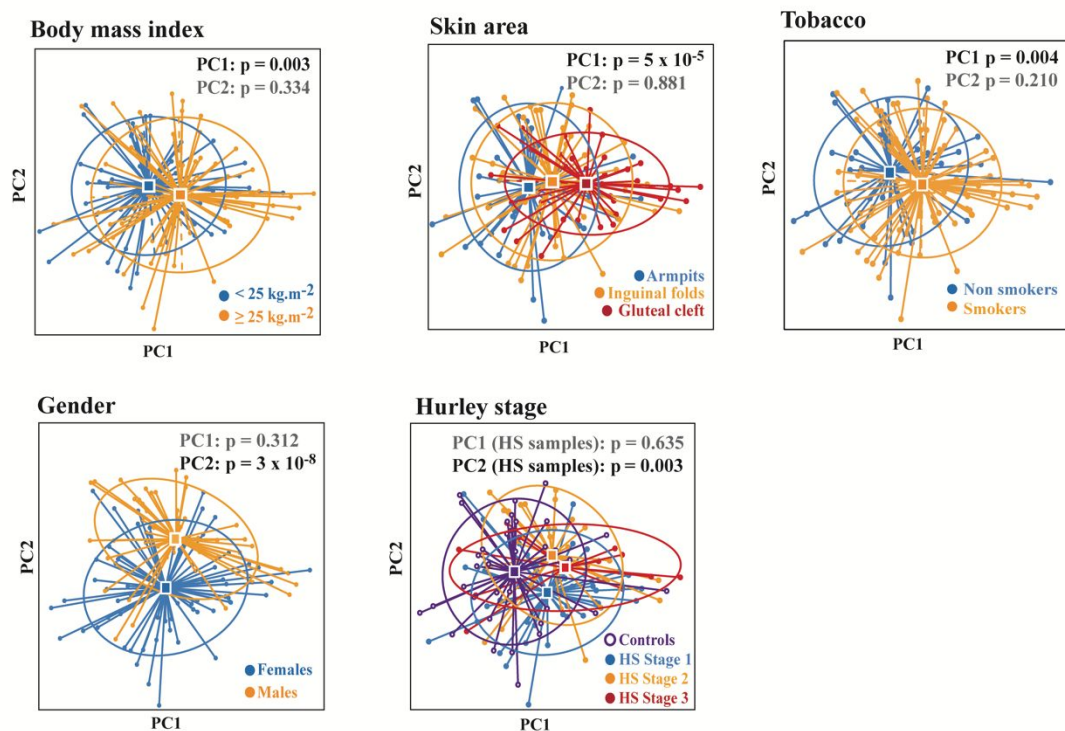 Body mass index
PC1: p = 0.003
PC2: p = 0.334
PC2
< 25 kg.m-2
≥ 25 kg.m-2
PC1
Skin area
PC1: p = 5 x 10-5
PC2: p = 0.881
PC2
Armpits
Inguinal folds
Gluteal cleft
PC1
Tobacco
PC1 p = 0.004
PC2 p = 0.210
PC2
Non smokers
Smokers
PC1
Gender
PC1: p = 0.312
PC2: p = 3 x 10-8
PC2
Females
Males
PC1
Hurley stage
PC1 (HS samples): p = 0.635
PC2 (HS samples): p = 0.003
PC2
Controls
HS Stage 1
HS Stage 2
HS Stage 3
PC1